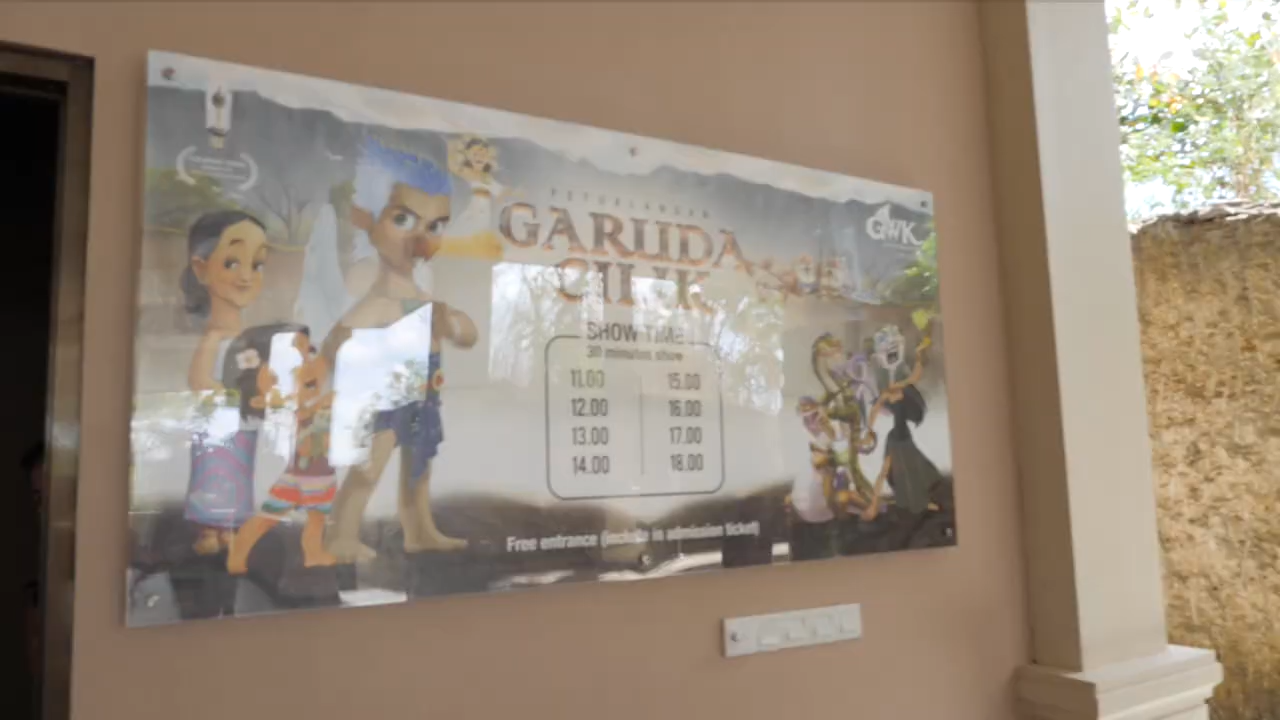 PETUALANGAN
GARUDA
CILIK
GWK
SHOW TIME
30 minutes show
11.00 15.00
12.00 16.00
13.00 17.00
14.00 18.00
Free entrance (include in admission ticket)